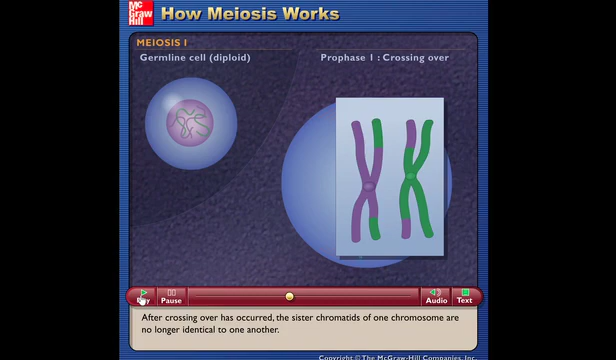 Mc
Graw
Hill
How Meiosis Works
MEIOSIS I
Germline cell (diploid)
Prophase 1 : Crossing over
Play
Pause
Audio
Text
After crossing over has occurred, the sister chromatids of one chromosome are
no longer identical to one another.
Copyright © The McGraw-Hill Companies, Inc.